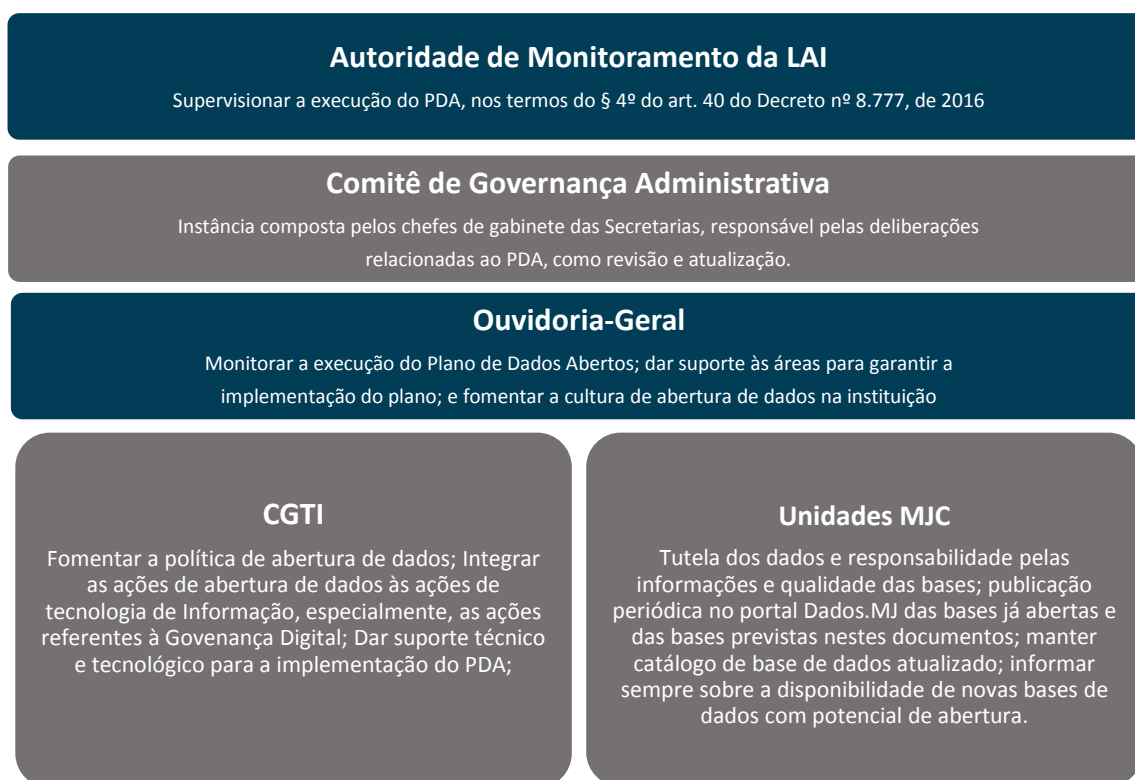 Autoridade de Monitoramento da LAI
Supervisionar a execução do PDA, nos termos do § 4º do art. 40 do Decreto nº 8.777, de 2016
Comitê de Governança Administrativa
Instância composta pelos chefes de gabinete das Secretarias, responsável pelas deliberações
relacionadas ao PDA, como revisão e atualização.
Ouvidoria-Geral
Monitorar a execução do Plano de Dados Abertos; dar suporte às áreas para garantir a
implementação do plano; e fomentar a cultura de abertura de dados na instituição
CGTI
Fomentar a política de abertura de dados; Integrar
as ações de abertura de dados às ações de
tecnologia de Informação, especialmente, as ações
referentes à Govenança Digital; Dar suporte técnico
e tecnológico para a implementação do PDA;
Unidades MJC
Tutela dos dados e responsabilidade pelas
informações e qualidade das bases; publicação
periódica no portal Dados.MJ das bases já abertas e
das bases previstas nestes documentos; manter
catálogo de base de dados atualizado; informar
sempre sobre a disponibilidade de novas bases de
dados com potencial de abertura.